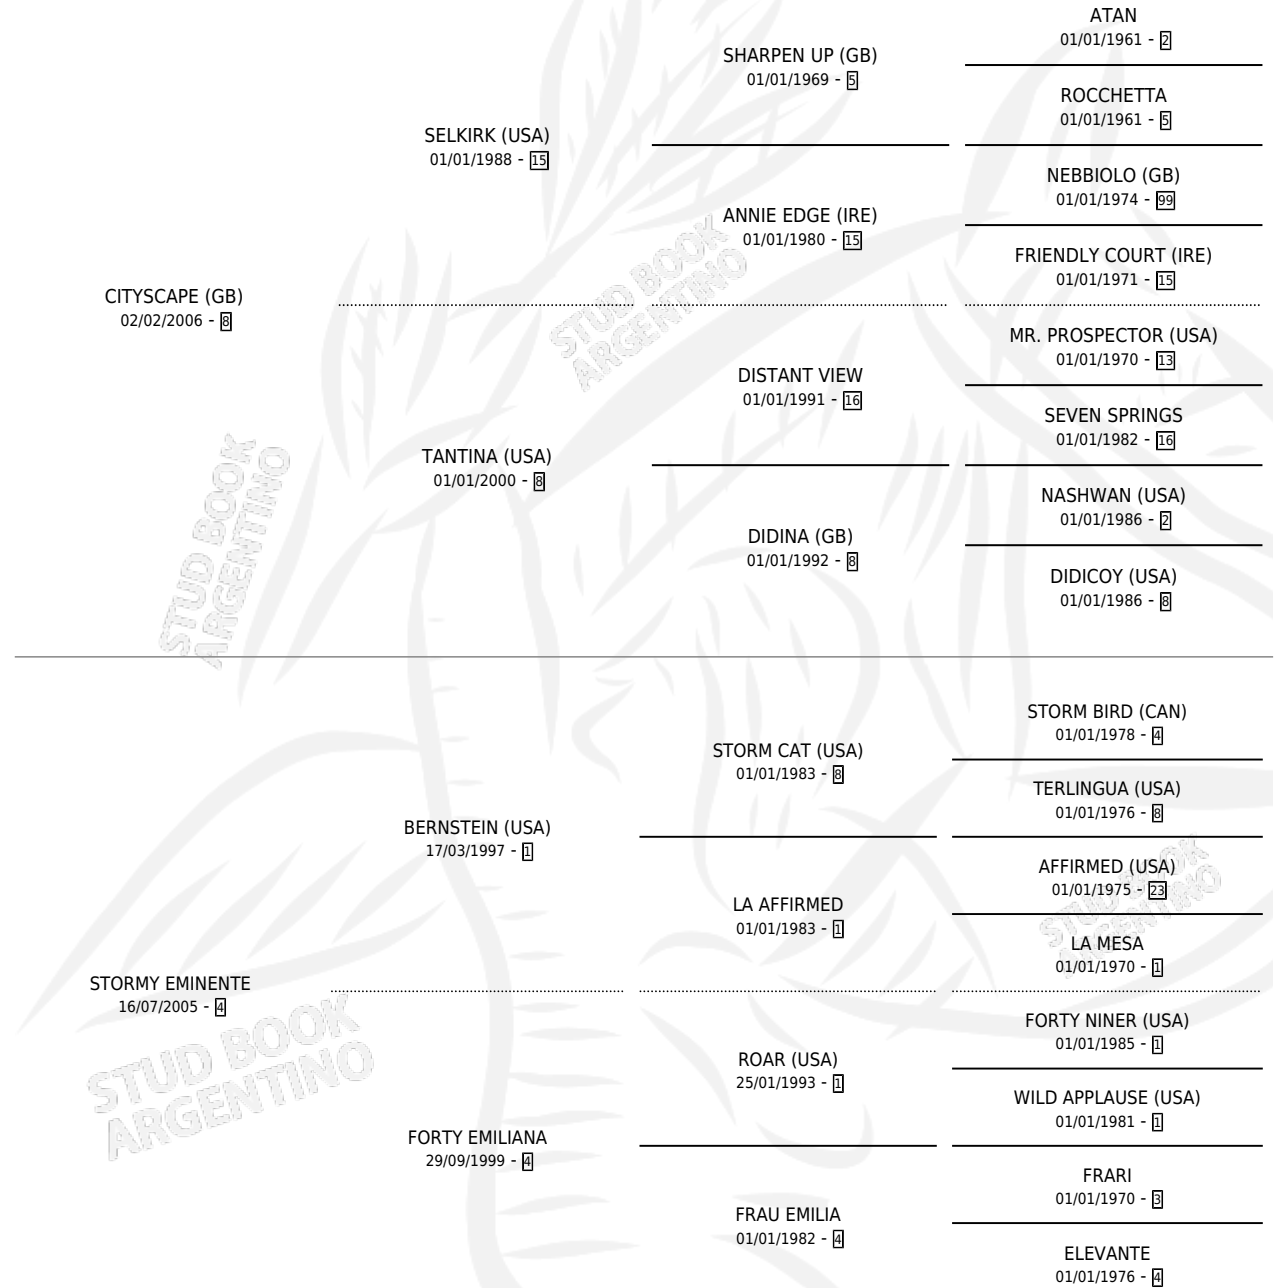 ATAN
01/01/1961 - 2
SHARPEN UP (GB)
01/01/1969 - 5
ROCCHETTA
01/01/1961 - 5
SELKIRK (USA)
01/01/1988 - 15
NEBBIOLO (GB)
01/01/1974 - 99
ANNIE EDGE (IRE)
01/01/1980 - 15
FRIENDLY COURT (IRE)
01/01/1971 - 15
CITYSCAPE (GB)
02/02/2006 - 8
MR. PROSPECTOR (USA)
01/01/1970 - 13
DISTANT VIEW
01/01/1991 - 16
SEVEN SPRINGS
01/01/1982 - 16
TANTINA (USA)
01/01/2000 - 8
NASHWAN (USA)
01/01/1986 - 2
DIDINA (GB)
01/01/1992 - 8
DIDICOY (USA)
01/01/1986 - 8
STORM BIRD (CAN)
01/01/1978 - 4
STORM CAT (USA)
01/01/1983 - 8
TERLINGUA (USA)
01/01/1976 - 8
BERNSTEIN (USA)
17/03/1997 - 1
AFFIRMED (USA)
01/01/1975 - 23
LA AFFIRMED
01/01/1983 - 1
LA MESA
01/01/1970 - 1
STORMY EMINENTE
16/07/2005 - 4
FORTY NINER (USA)
01/01/1985 - 1
ROAR (USA)
25/01/1993 - 1
WILD APPLAUSE (USA)
01/01/1981 - 1
FORTY EMILIANA
29/09/1999 - 4
FRARI
01/01/1970 - 3
FRAU EMILIA
01/01/1982 - 4
ELEVANTE
01/01/1976 - 4
STUD BOOK
ARGENTINO
STUD BOOK
ARGENTINO
STUD BOOK
ARGENTINO
STUD BOOK
ARGENTINO